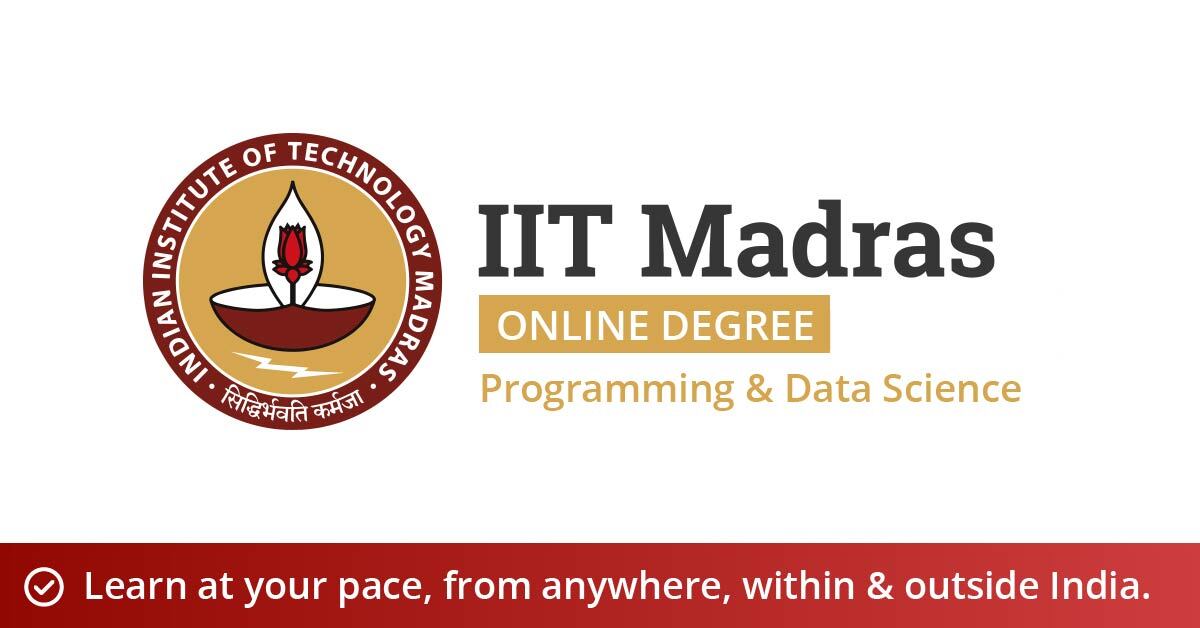 INDIAN INSTITUTE OF TECHNOLOGY MADRAS
सिद्धिर्भवति कर्मजा
IIT Madras
ONLINE DEGREE
Programming & Data Science
Learn at your pace, from anywhere, within & outside India.